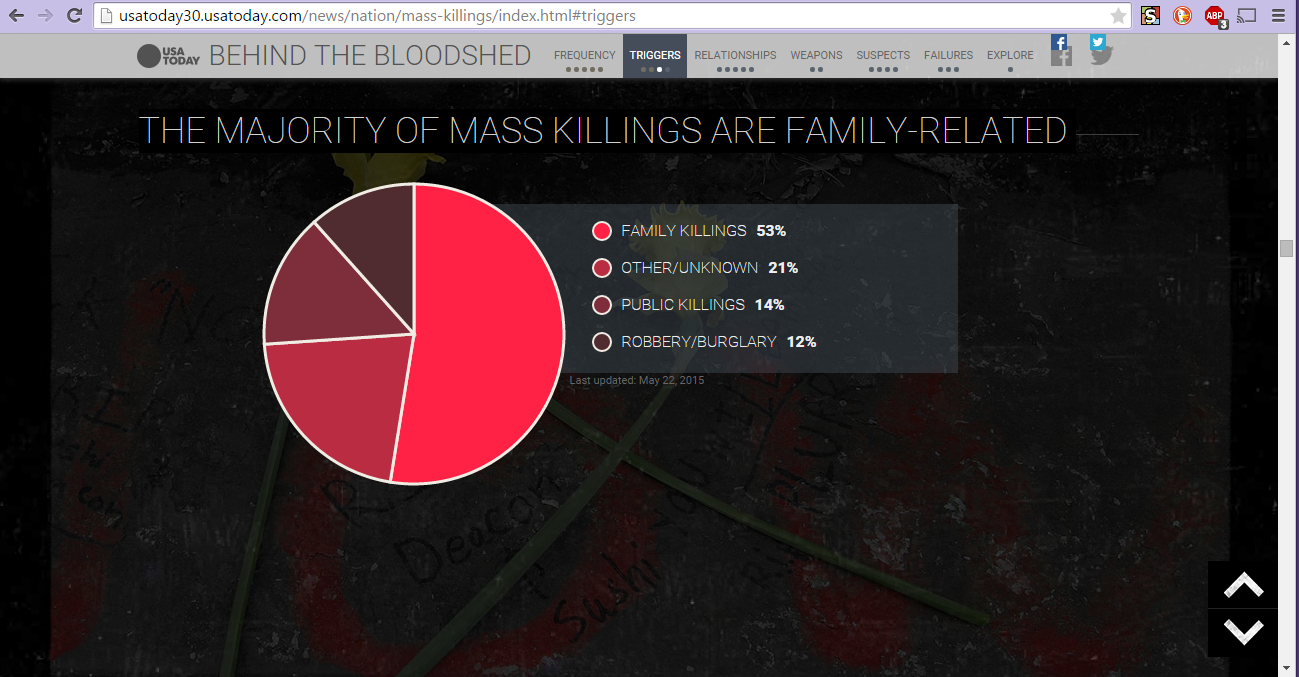 usatoday30.usatoday.com/news/nation/mass-killings/index.html#triggers
S
ABP
3
USA
TODAY
BEHIND THE BLOODSHED
FREQUENCY
TRIGGERS
RELATIONSHIPS
WEAPONS
SUSPECTS
FAILURES
EXPLORE
THE MAJORITY OF MASS KILLINGS ARE FAMILY-RELATED
FAMILY KILLINGS 53%
OTHER/UNKNOWN 21%
PUBLIC KILLINGS 14%
ROBBERY/BURGLARY 12%
Last updated: May 22, 2015
Deacon